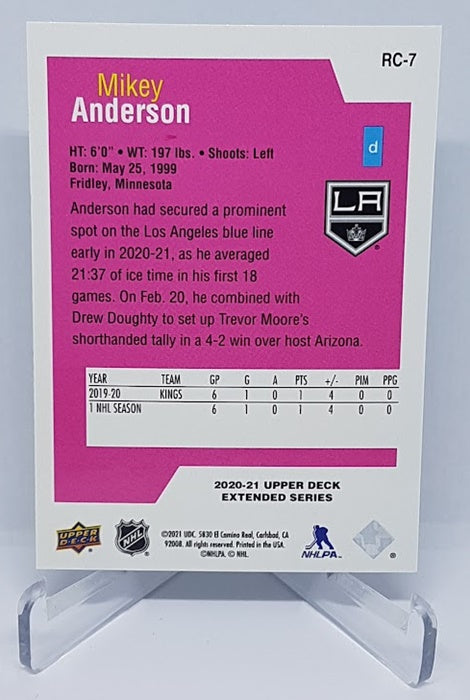 RC-7
Mikey
Anderson
HT: 6'0" • WT: 197 lbs. • Shoots: Left
Born: May 25, 1999
Fridley, Minnesota
d
LA
Anderson had secured a prominent
spot on the Los Angeles blue line
early in 2020-21, as he averaged
21:37 of ice time in his first 18
games. On Feb. 20, he combined with
Drew Doughty to set up Trevor Moore's
shorthanded tally in a 4-2 win over host Arizona.
YEAR TEAM GP G A PTS +/- PIM PPG
2019-20 KINGS 6 1 0 1 4 0 0
1 NHL SEASON 6 1 0 1 4 0 0
2020-21 UPPER DECK
EXTENDED SERIES
UPPER DECK
NHL
©2021 UDC. 5830 El Camino Real, Carlsbad, CA
92008. All rights reserved. Printed in the USA.
©NHLPA. © NHL.
NHLPA
®